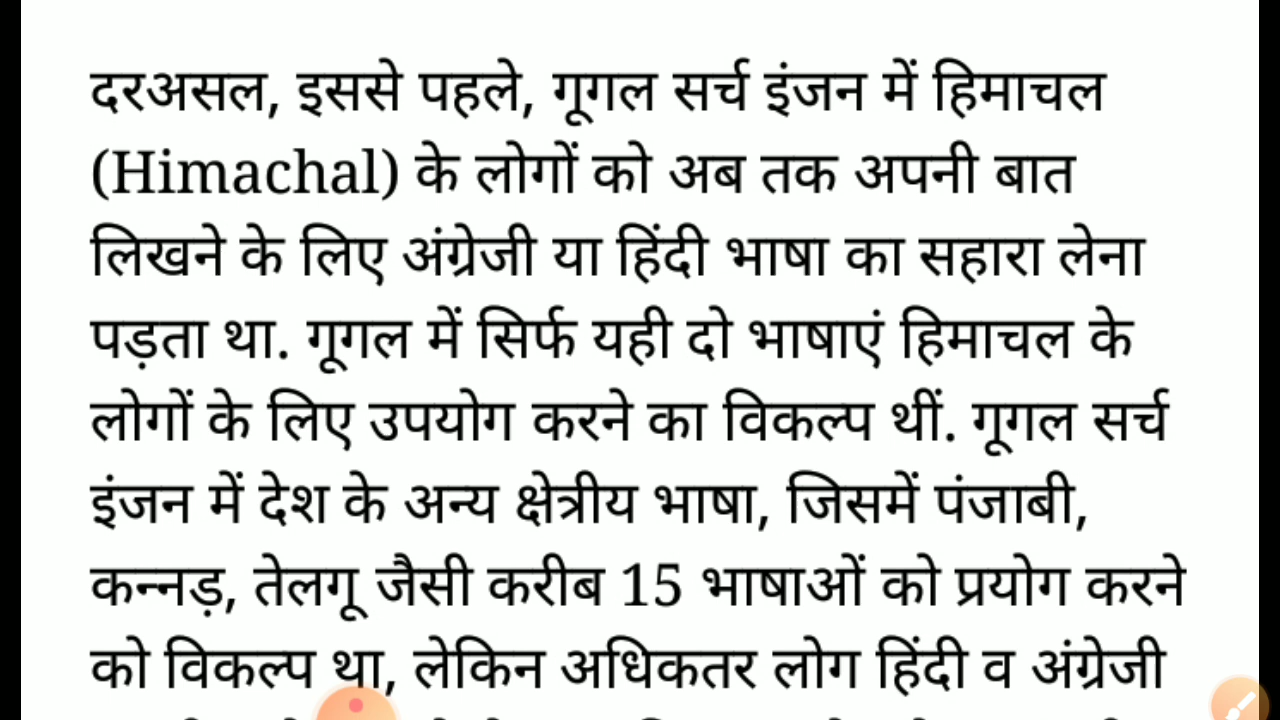 दरअसल, इससे पहले, गूगल सर्च इंजन में हिमाचल
(Himachal) के लोगों को अब तक अपनी बात
लिखने के लिए अंग्रेजी या हिंदी भाषा का सहारा लेना
पड़ता था. गूगल में सिर्फ यही दो भाषाएं हिमाचल के
लोगों के लिए उपयोग करने का विकल्प थीं. गूगल सर्च
इंजन में देश के अन्य क्षेत्रीय भाषा, जिसमें पंजाबी,
कन्नड़, तेलगू जैसी करीब 15 भाषाओं को प्रयोग करने
को विकल्प था, लेकिन अधिकतर लोग हिंदी व अंग्रेजी